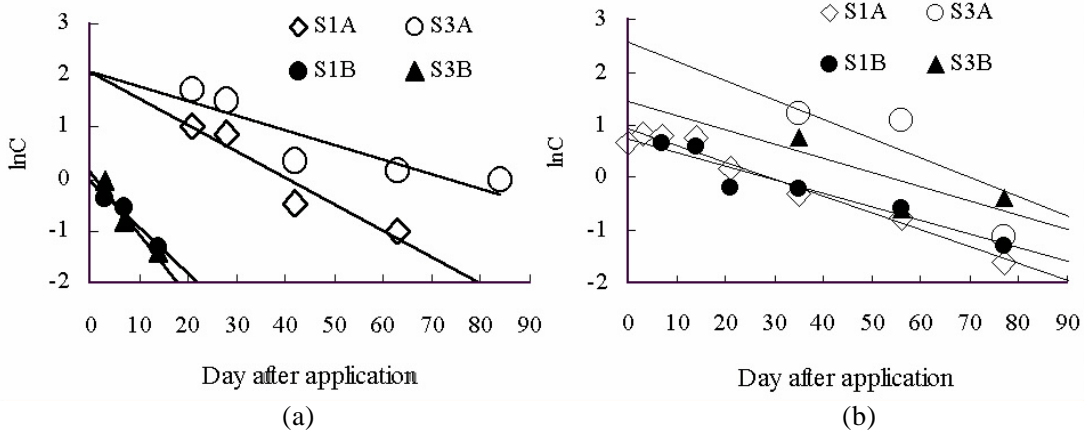 3
2
1
0
-1
-2
lnC
◇ S1A ○ S3A
● S1B ▲ S3B
0 10 20 30 40 50 60 70 80 90
Day after application
(a)
3
2
1
0
-1
-2
lnC
◇ S1A ○ S3A
● S1B ▲ S3B
0 10 20 30 40 50 60 70 80 90
Day after application
(b)